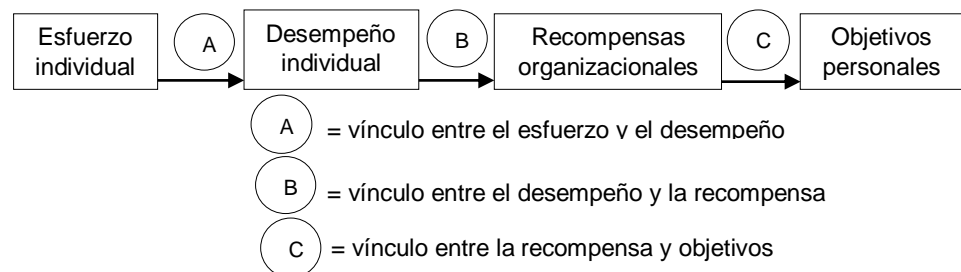 Esfuerzo
individual
A
Desempeño
individual
B
Recompensas
organizacionales
C
Objetivos
personales
A = vínculo entre el esfuerzo y el desempeño
B = vínculo entre el desempeño y la recompensa
C = vínculo entre la recompensa y objetivos